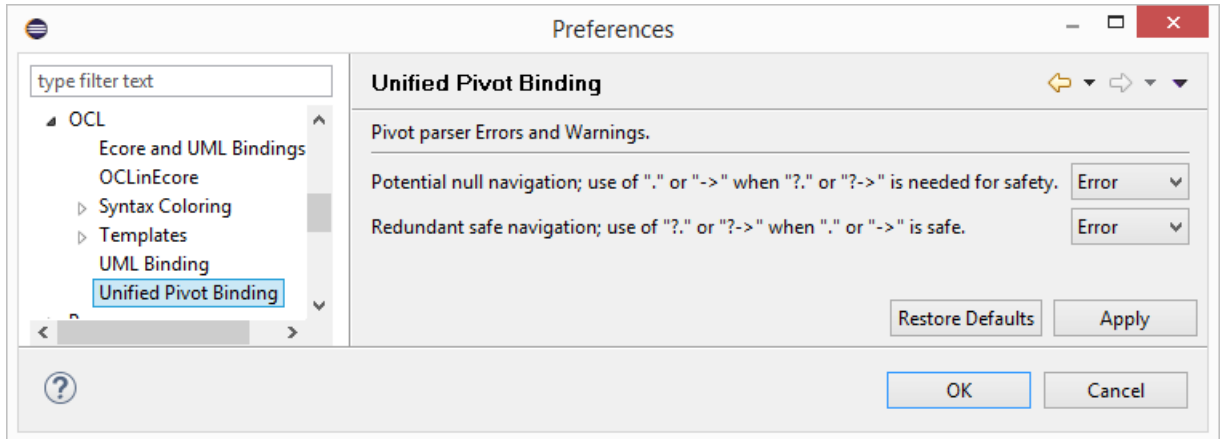 Preferences
type filter text
OCL
Ecore and UML Bindings
OCLinEcore
Syntax Coloring
Templates
UML Binding
Unified Pivot Binding
Unified Pivot Binding
Pivot parser Errors and Warnings.
Potential null navigation; use of "." or "->" when "?." or "?->" is needed for safety. Error
Redundant safe navigation; use of "?." or "?->" when "." or "->" is safe. Error
Restore Defaults Apply
OK Cancel